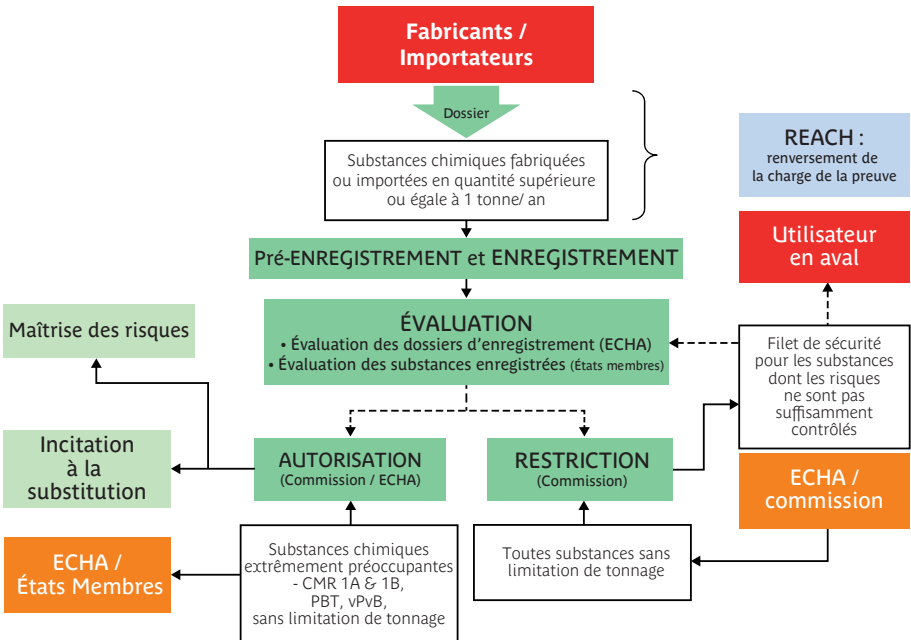 Fabricants /
Importateurs
Dossier
Substances chimiques fabriquées
ou importées en quantité supérieure
ou égale à 1 tonne/ an
REACH :
renversement de
la charge de la preuve
Pré-ENREGISTREMENT et ENREGISTREMENT
Utilisateur
en aval
ÉVALUATION
• Évaluation des dossiers d'enregistrement (ECHA)
• Évaluation des substances enregistrées (États membres)
Maîtrise des risques
Filet de sécurité
pour les substances
dont les risques
ne sont pas
suffisamment
contrôlés
Incitation
à la
substitution
AUTORISATION
(Commission / ECHA)
RESTRICTION
(Commission)
ECHA /
commission
ECHA /
États Membres
Substances chimiques
extrêmement préoccupantes
- CMR 1A & 1B,
PBT, vPvB,
sans limitation de tonnage
Toutes substances sans
limitation de tonnage